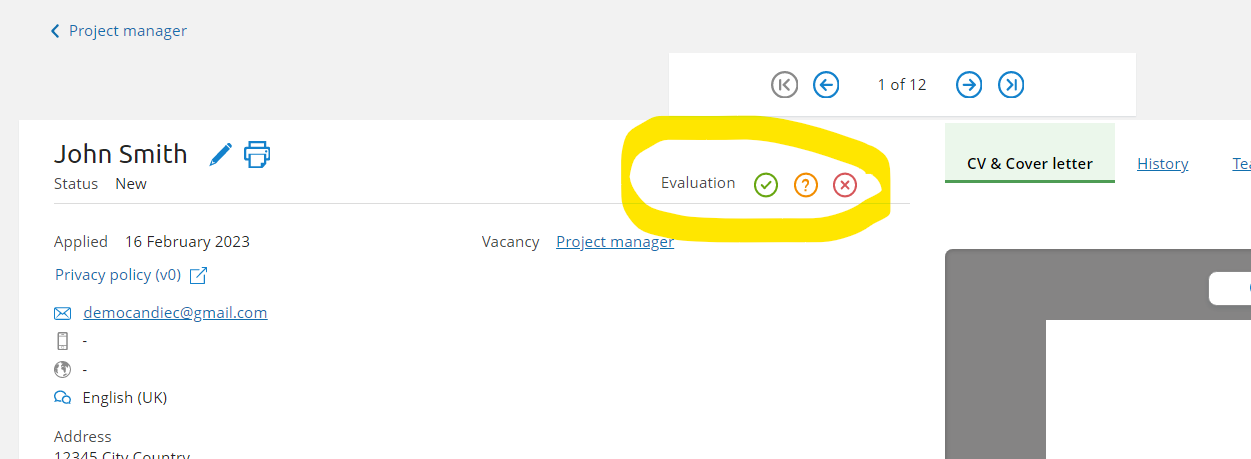 Project manager
1 of 12
John Smith
Status New
Evaluation
CV & Cover letter History
Applied 16 February 2023
Vacancy Project manager
Privacy policy (v0)
democandiec@gmail.com
-
-
English (UK)
Address
12345 City Country